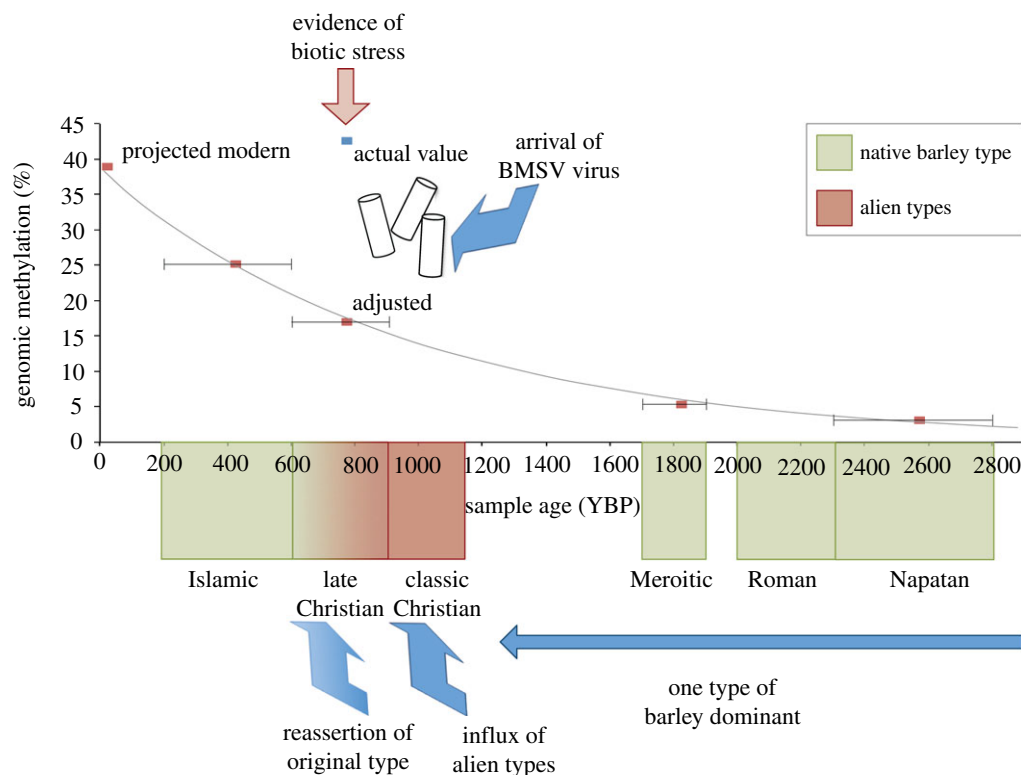 evidence of
biotic stress
45
40
35
30
25
20
15
10
5
0
genomic methylation (%)
projected modern
actual value
arrival of
BMSV virus
adjusted
native barley type
alien types
0
200
400
600
800
1000
1200
1400
1600
1800
2000
2200
2400
2600
2800
sample age (YBP)
Islamic
late
Christian
classic
Christian
Meroitic
Roman
Napatan
reassertion of
original type
influx of
alien types
one type of
barley dominant